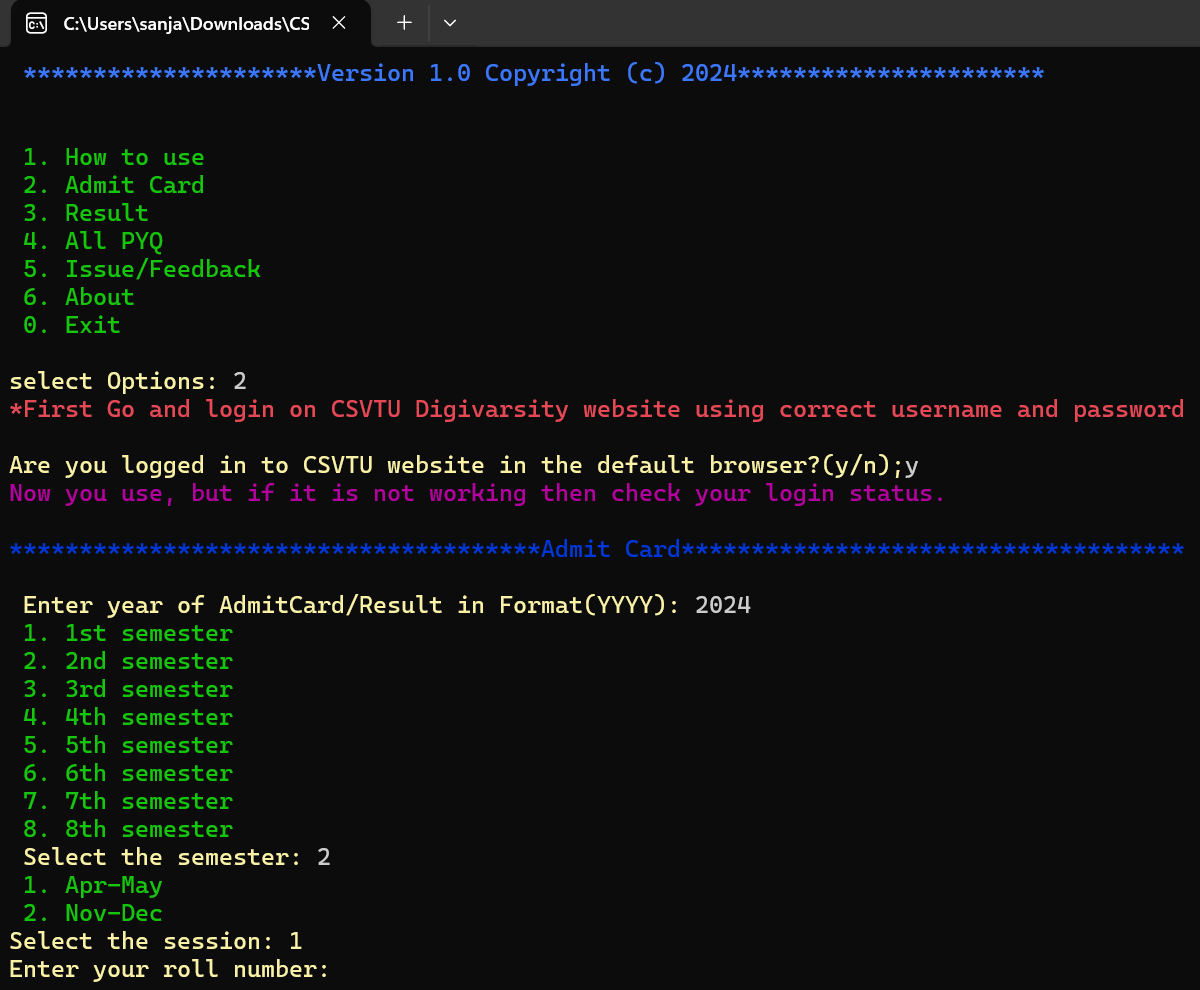 C:\Users\sanja\Downloads\CS
*********************Version 1.0 Copyright (c) 2024**********************
1. How to use
2. Admit Card
3. Result
4. All PYQ
5. Issue/Feedback
6. About
0. Exit
select Options: 2
*First Go and login on CSVTU Digivarsity website using correct username and password
Are you logged in to CSVTU website in the default browser?(y/n);y
Now you use, but if it is not working then check your login status.
**************************************Admit Card************************************
Enter year of AdmitCard/Result in Format(YYYY): 2024
1. 1st semester
2. 2nd semester
3. 3rd semester
4. 4th semester
5. 5th semester
6. 6th semester
7. 7th semester
8. 8th semester
Select the semester: 2
1. Apr-May
2. Nov-Dec
Select the session: 1
Enter your roll number: